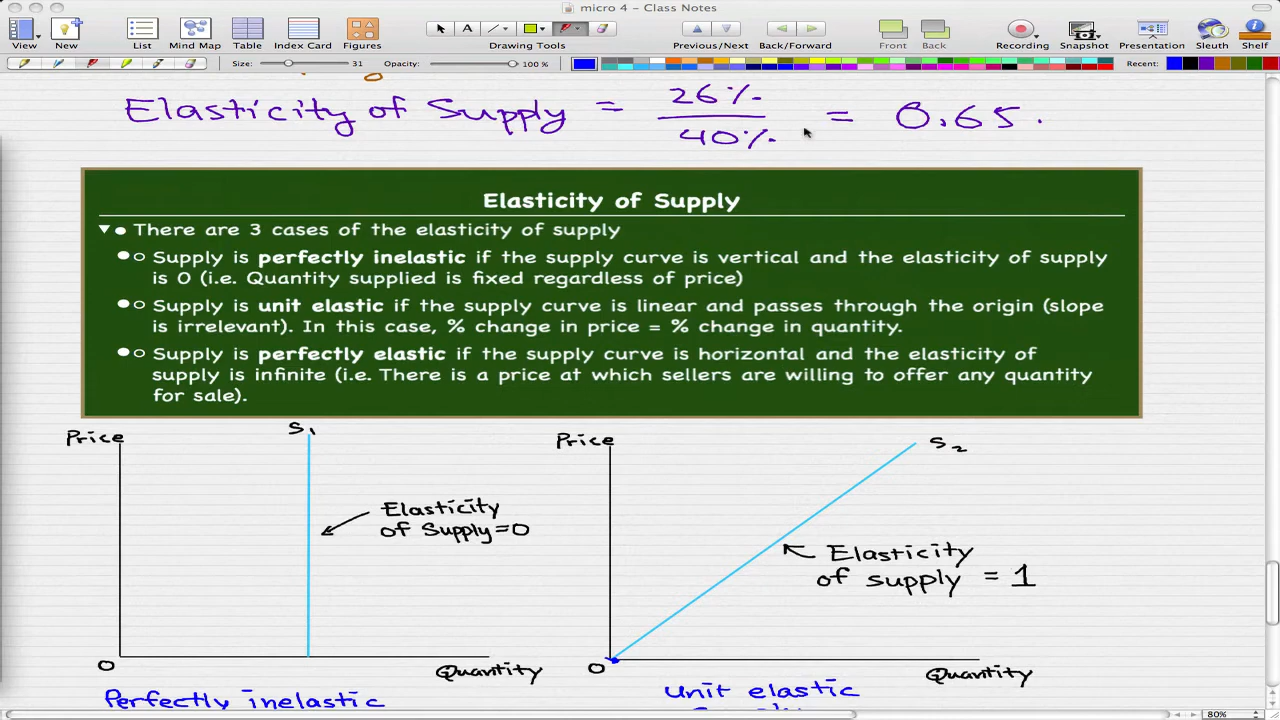 micro 4 - Class Notes
View New List Mind Map Table Index Card Figures Drawing Tools Previous/Next Back/Forward Front Back Recording Snapshot Presentation Sleuth Shelf
Size: 31 Opacity: 100 % Recent:
Elasticity of Supply = 26% / 40% = 0.65.
Elasticity of Supply
There are 3 cases of the elasticity of supply
Supply is perfectly inelastic if the supply curve is vertical and the elasticity of supply
is 0 (i.e. Quantity supplied is fixed regardless of price)
Supply is unit elastic if the supply curve is linear and passes through the origin (slope
is irrelevant). In this case, % change in price = % change in quantity.
Supply is perfectly elastic if the supply curve is horizontal and the elasticity of
supply is infinite (i.e. There is a price at which sellers are willing to offer any quantity
for sale).
Price
S1
Elasticity
of Supply=0
0
Quantity
Perfectly inelastic
Price
S2
Elasticity
of supply = 1
0
Quantity
unit elastic
80%